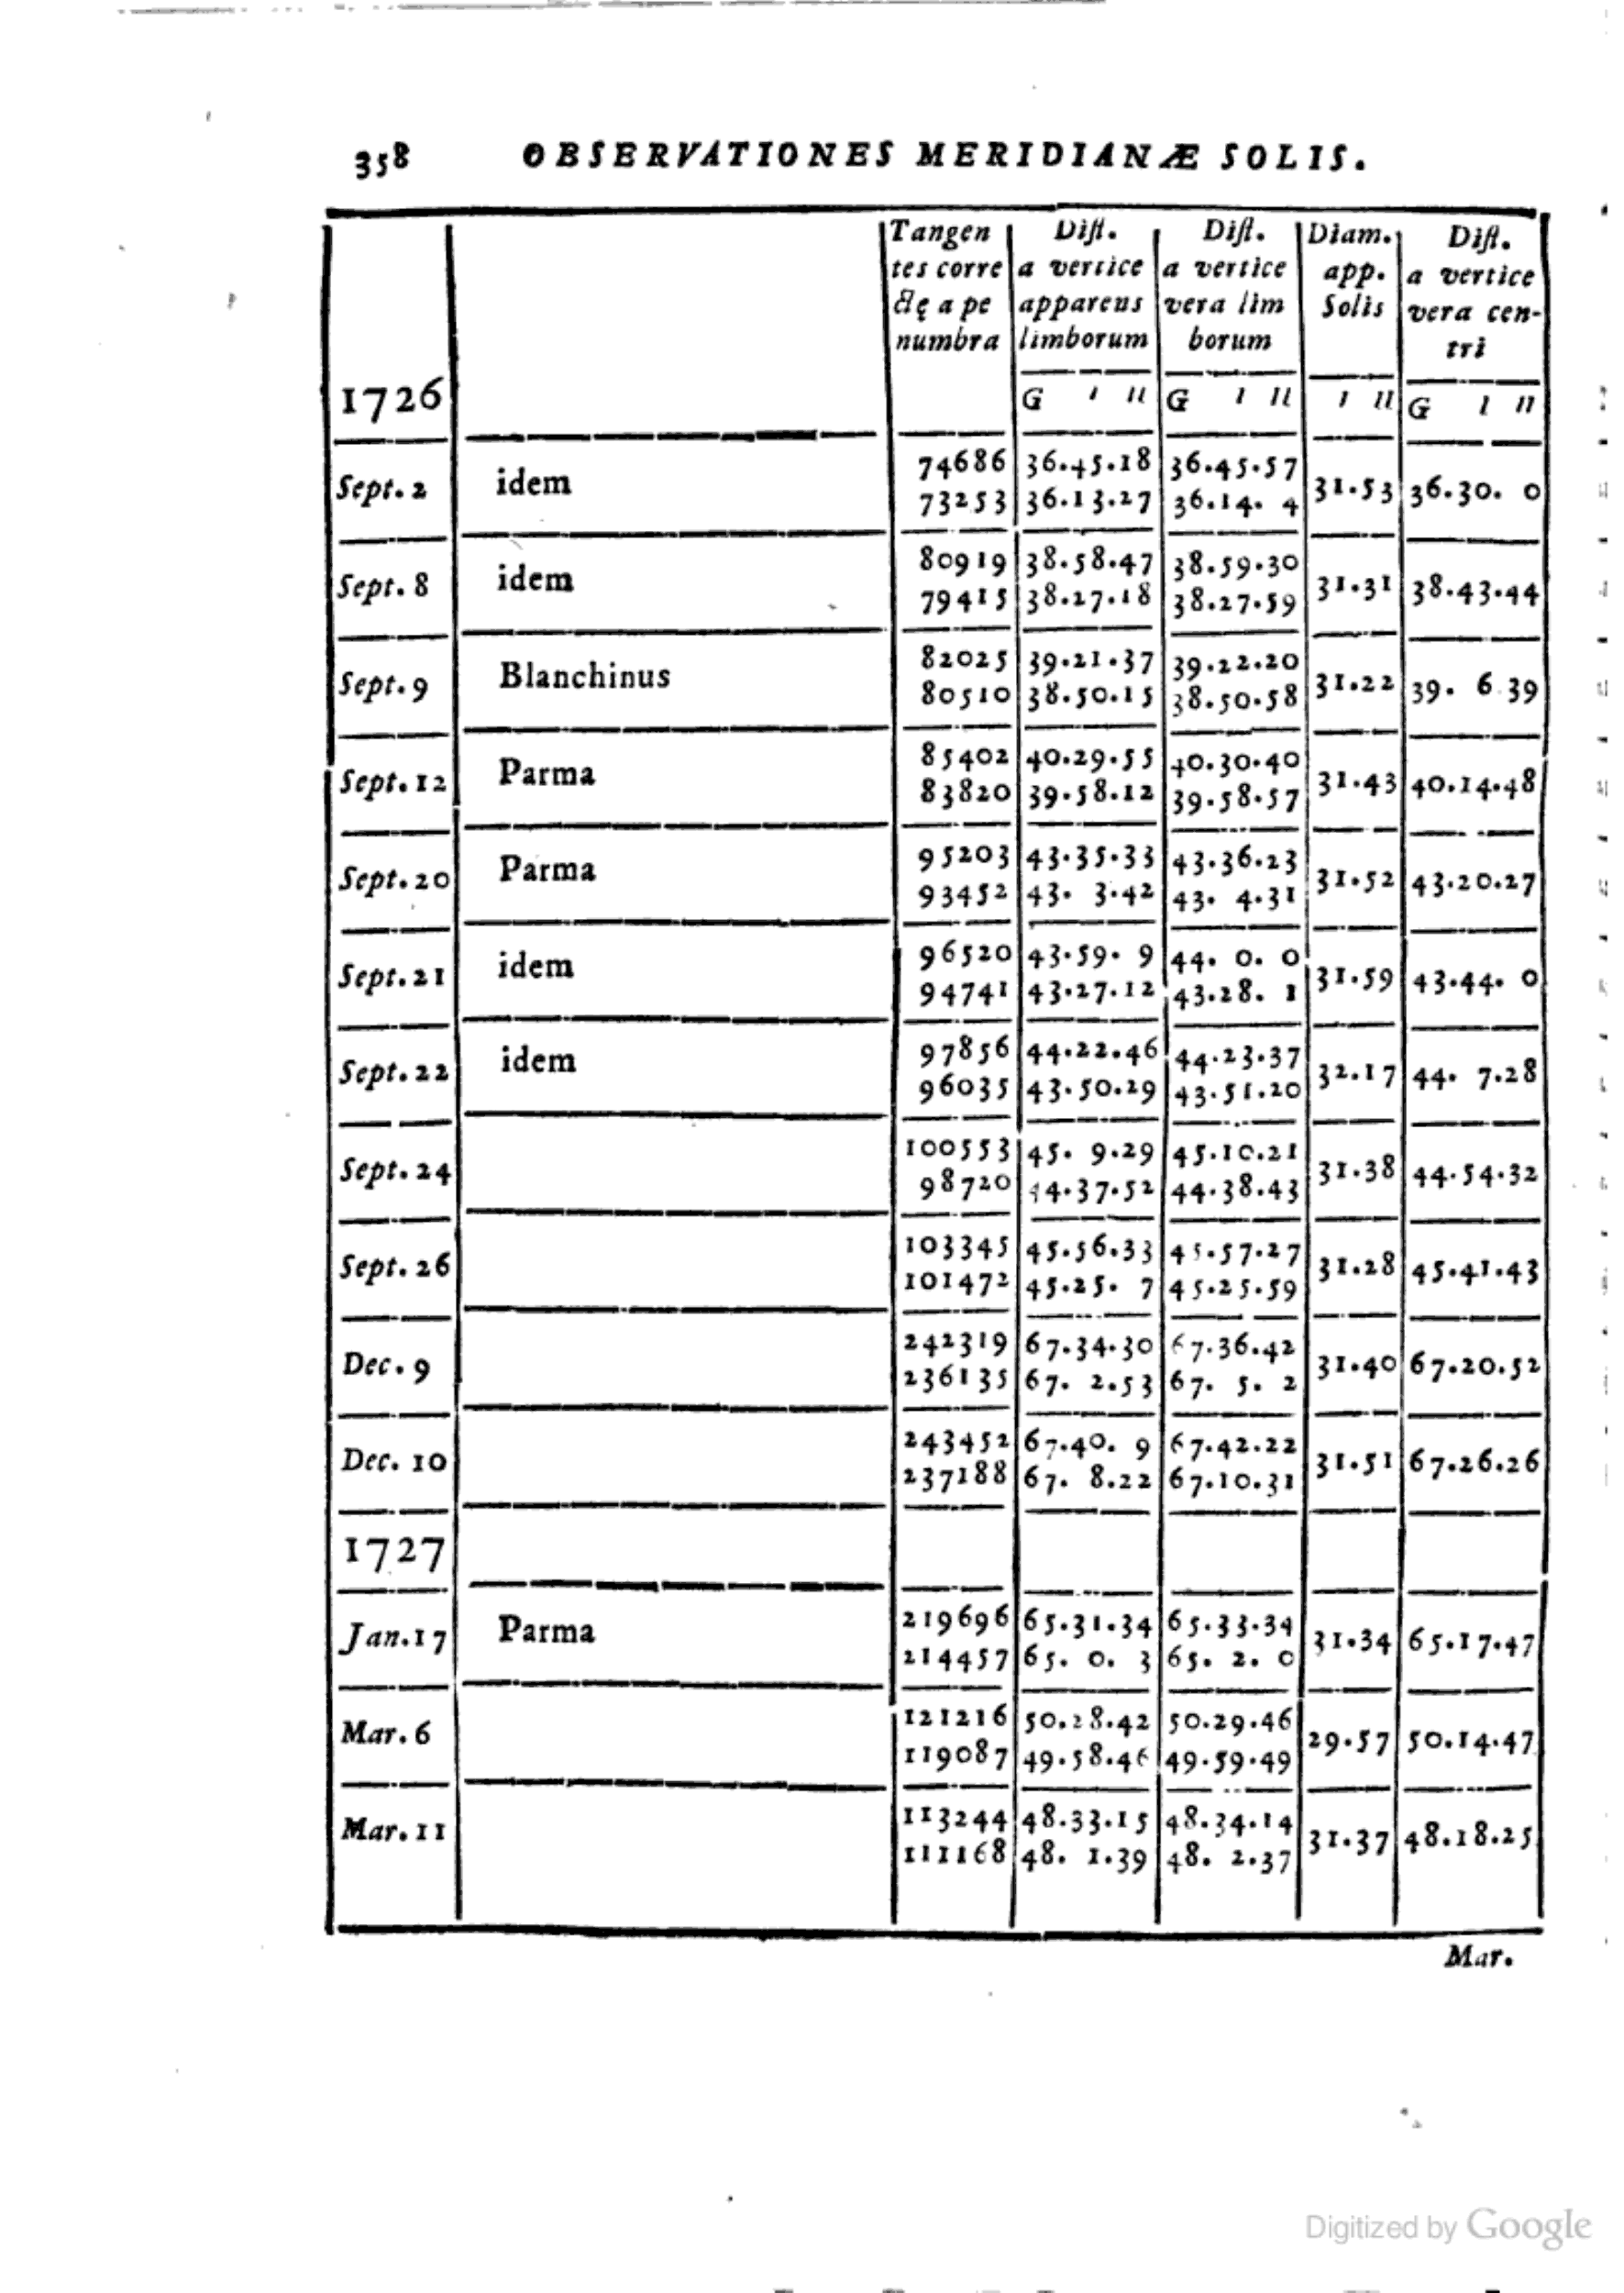 358 OBSERVATIONES MERIDIANÆ SOLIS.
Tangen Dist. Dist. Diam. Dist.
tes corre a vertice a vertice app. a vertice
ctę a pe apparens vera lim Solis vera cen-
numbra limborum borum tri
1726 G I II G I II I II G I II
74686 36.45.18 36.45.57
Sept. 2 idem 31.53 36.30. 0
73253 36.13.27 36.14. 4
80919 38.58.47 38.59.30
Sept. 8 idem 31.31 38.43.44
79415 38.27.18 38.27.59
82025 39.21.37 39.22.20
Sept. 9 Blanchinus 31.22 39. 6 39
80510 38.50.15 38.50.58
85402 40.29.55 40.30.40
Sept. 12 Parma 31.43 40.14.48
83820 39.58.12 39.58.57
95203 43.35.33 43.36.23
Sept. 20 Parma 31.52 43.20.27
93452 43. 3.42 43. 4.31
96520 43.59. 9 44. 0. 0
Sept. 21 idem 31.59 43.44. 0
94741 43.27.12 43.28. 1
97856 44.22.46 44.23.37
Sept. 22 idem 32.17 44. 7.28
96035 43.50.29 43.51.20
100553 45. 9.29 45.10.21
Sept. 24 31.38 44.54.32
98720 44.37.52 44.38.43
103345 45.56.33 45.57.27
Sept. 26 31.28 45.41.43
101472 45.25. 7 45.25.59
242319 67.34.30 67.36.42
Dec. 9 31.40 67.20.52
236135 67. 2.53 67. 5. 2
243452 67.40. 9 67.42.22
Dec. 10 31.51 67.26.26
237188 67. 8.22 67.10.31
1727
219696 65.31.34 65.33.34
Jan. 17 Parma 31.34 65.17.47
214457 65. 0. 3 65. 2. 0
121216 50.28.42 50.29.46
Mar. 6 29.57 50.14.47
119087 49.58.46 49.59.49
113244 48.33.15 48.34.14
Mar. 11 31.37 48.18.25
111168 48. 1.39 48. 2.37
Mar.
Digitized by Google